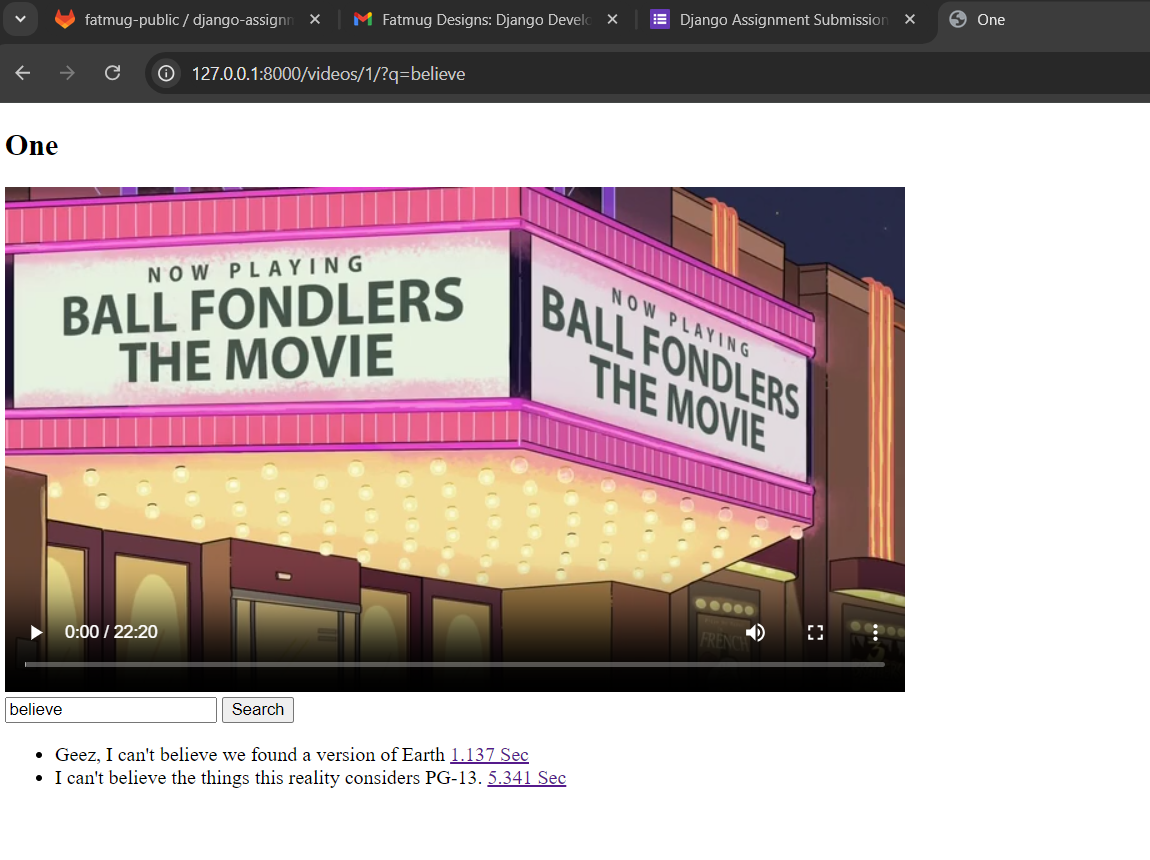 fatmug-public / django-assignn
Fatmug Designs: Django Develo
Django Assignment Submission
One
127.0.0.1:8000/videos/1/?q=believe
One
NOW PLAYING
BALL FONDLERS
THE MOVIE
NOW PLAYING
BALL FONDLERS
THE MOVIE
FRENCH
0:00 / 22:20
believe
Search
Geez, I can't believe we found a version of Earth 1.137 Sec
I can't believe the things this reality considers PG-13. 5.341 Sec